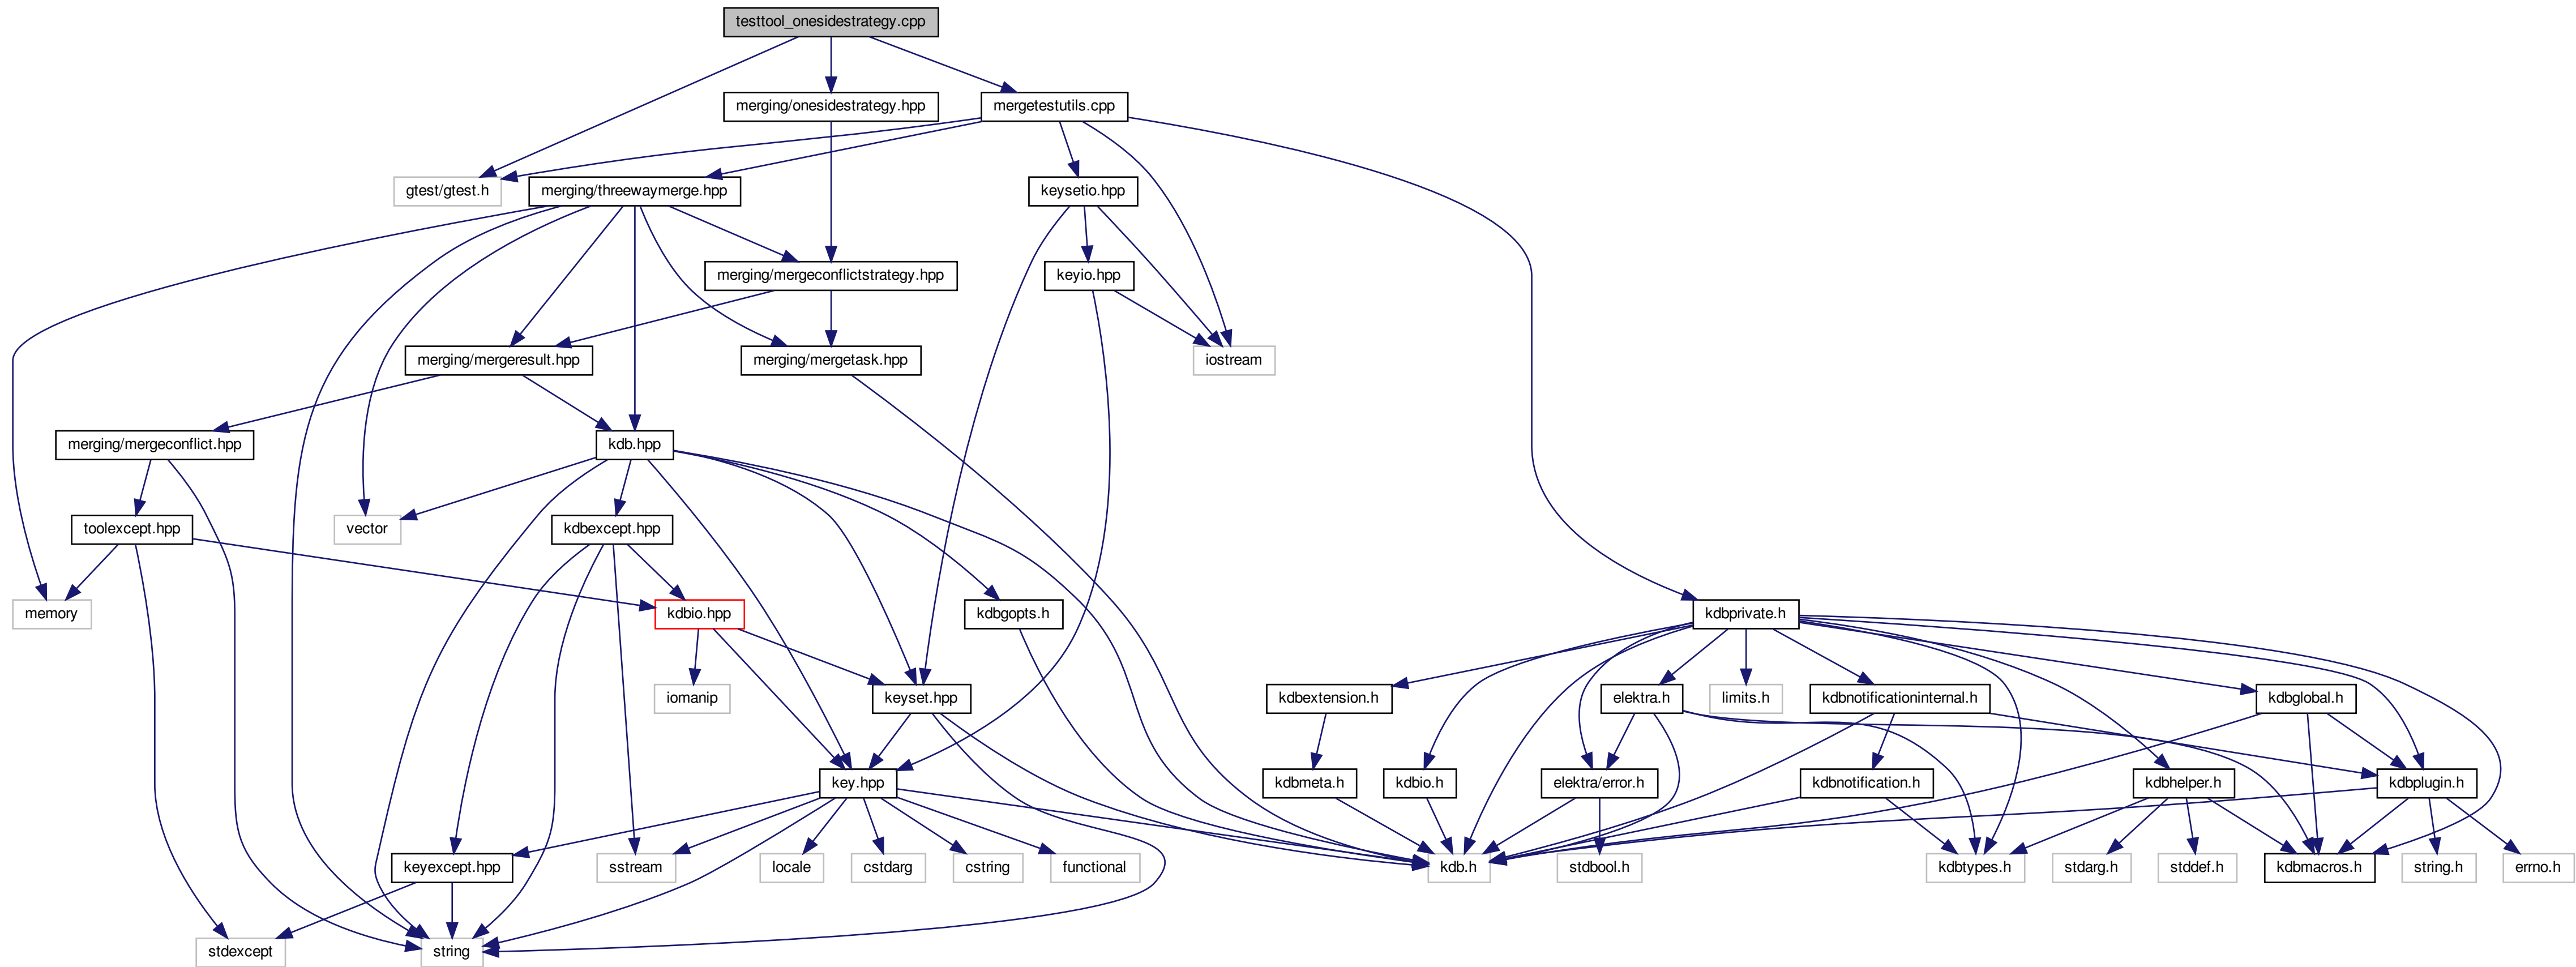 testtool_onesidestrategy.cpp
merging/onesidestrategy.hpp
mergetestutils.cpp
gtest/gtest.h
merging/threewaymerge.hpp
keysetio.hpp
merging/mergeconflictstrategy.hpp
keyio.hpp
merging/mergeresult.hpp
merging/mergetask.hpp
iostream
merging/mergeconflict.hpp
kdb.hpp
toolexcept.hpp
vector
kdbexcept.hpp
memory
kdbio.hpp
kdbgopts.h
kdbprivate.h
iomanip
keyset.hpp
kdbextension.h
elektra.h
limits.h
kdbnotificationinternal.h
kdbglobal.h
key.hpp
kdbmeta.h
kdbio.h
elektra/error.h
kdbnotification.h
kdbhelper.h
kdbplugin.h
keyexcept.hpp
sstream
locale
cstdarg
cstring
functional
kdb.h
stdbool.h
kdbtypes.h
stdarg.h
stddef.h
kdbmacros.h
string.h
errno.h
stdexcept
string